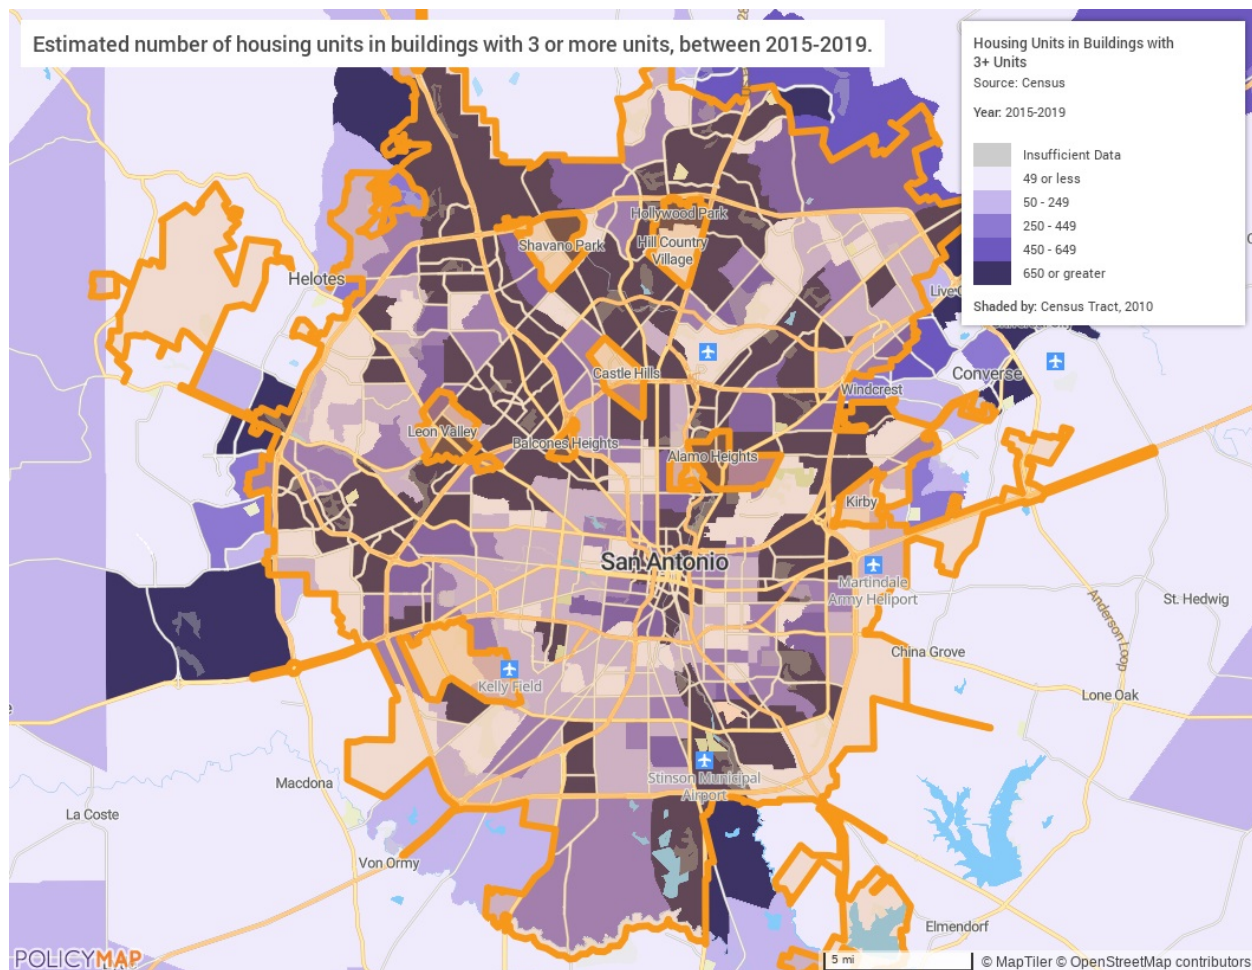 Estimated number of housing units in buildings with 3 or more units, between 2015-2019.
Housing Units in Buildings with
3+ Units
Source: Census
Year: 2015-2019
Insufficient Data
49 or less
50 - 249
250 - 449
450 - 649
650 or greater
Shaded by: Census Tract, 2010
Hollywood Park
Shavano Park
Hill Country
Village
Helotes
Castle Hills
Converse
Windcrest
Leon Valley
Balcones Heights
Alamo Heights
Kirby
San Antonio
Martindale
Army Heliport
St. Hedwig
Anderson Loop
China Grove
Kelly Field
Lone Oak
Stinson Municipal
Airport
Macdona
La Coste
Von Ormy
Elmendorf
POLICYMAP
5 mi
© MapTiler © OpenStreetMap contributors